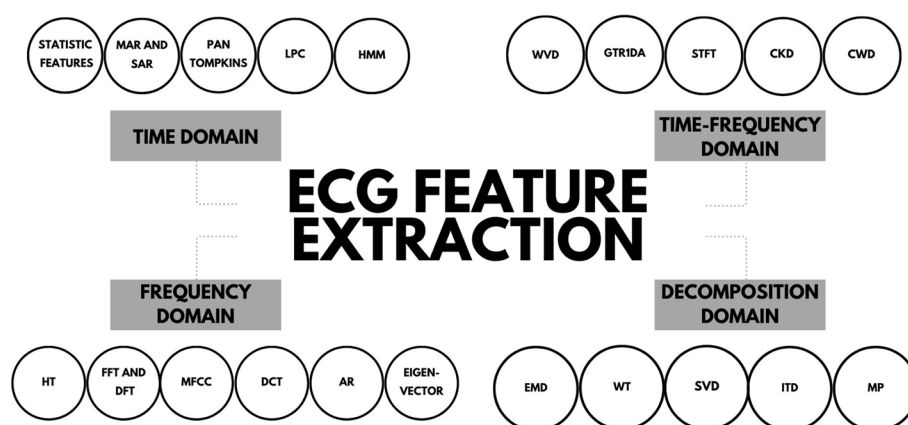 STATISTIC
FEATURES
MAR AND
SAR
PAN
TOMPKINS
LPC
HMM
WVD
GTR1DA
STFT
CKD
CWD
TIME DOMAIN
TIME-FREQUENCY
DOMAIN
ECG FEATURE
EXTRACTION
FREQUENCY
DOMAIN
DECOMPOSITION
DOMAIN
HT
FFT AND
DFT
MFCC
DCT
AR
EIGEN-
VECTOR
EMD
WT
SVD
ITD
MP